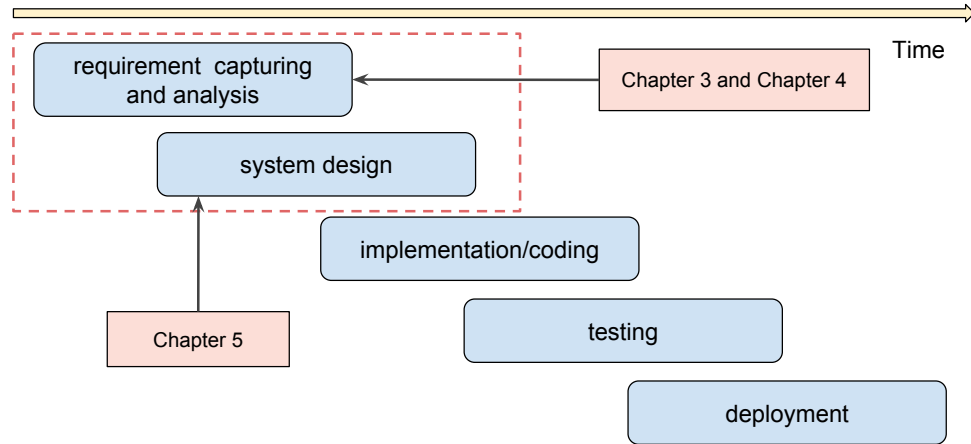 Time
requirement capturing
and analysis
Chapter 3 and Chapter 4
system design
implementation/coding
Chapter 5
testing
deployment